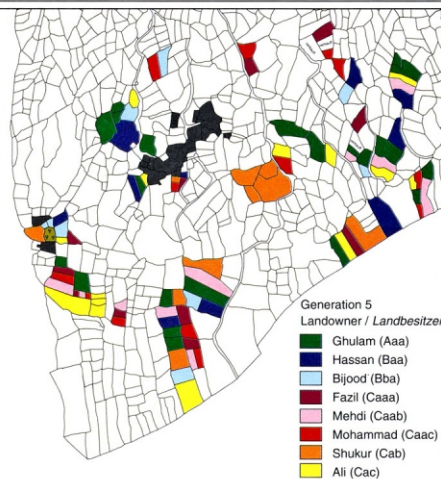 Generation 5
Landowner / Landbesitzer
Ghulam (Aaa)
Hassan (Baa)
Bijood (Bba)
Fazil (Caaa)
Mehdi (Caab)
Mohammad (Caac)
Shukur (Cab)
Ali (Cac)